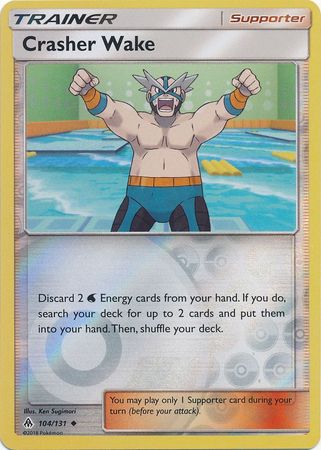 TRAINER Supporter
Crasher Wake
Discard 2 Energy cards from your hand. If you do,
search your deck for up to 2 cards and put them
into your hand. Then, shuffle your deck.
Illus. Ken Sugimori
104/131
©2018 Pokémon
You may play only 1 Supporter card during your
turn (before your attack).